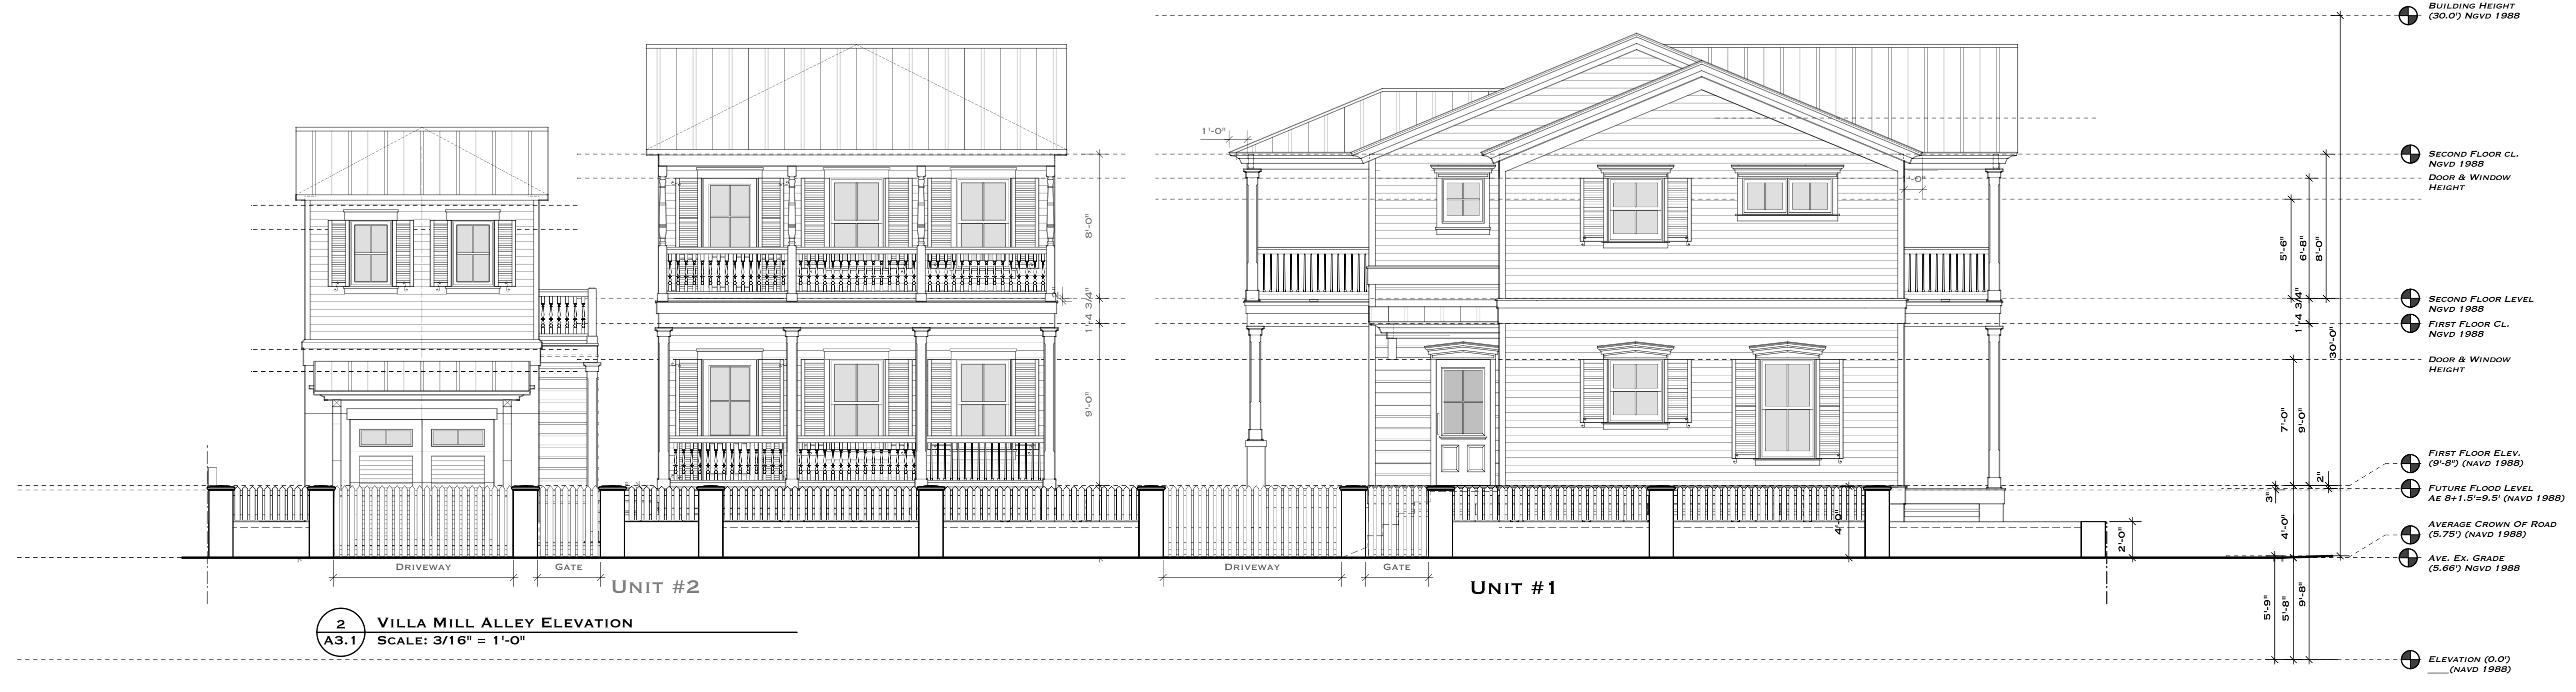 Building Height
(30.0') Ngvd 1988
1'-0"
Second Floor cl.
Ngvd 1988
Door & Window
Height
1'-0"
8'-0"
5'-6"
6'-8"
8'-0"
Second Floor Level
Ngvd 1988
1'-4 3/4"
1'-4 3/4"
First Floor Cl.
Ngvd 1988
30'-0"
Door & Window
Height
9'-0"
7'-0"
9'-0"
First Floor Elev.
(9'-8") (navd 1988)
2"
3"
Future Flood Level
Ae 8+1.5'=9.5' (navd 1988)
4'-0"
4'-0"
2'-0"
Average Crown Of Road
(5.75') (navd 1988)
Ave. Ex. Grade
(5.66') Ngvd 1988
Driveway
Gate
Driveway
Gate
Unit #2
Unit #1
5'-9"
5'-8"
9'-8"
2
Villa Mill Alley Elevation
A3.1
Scale: 3/16" = 1'-0"
Elevation (0.0')
____(navd 1988)